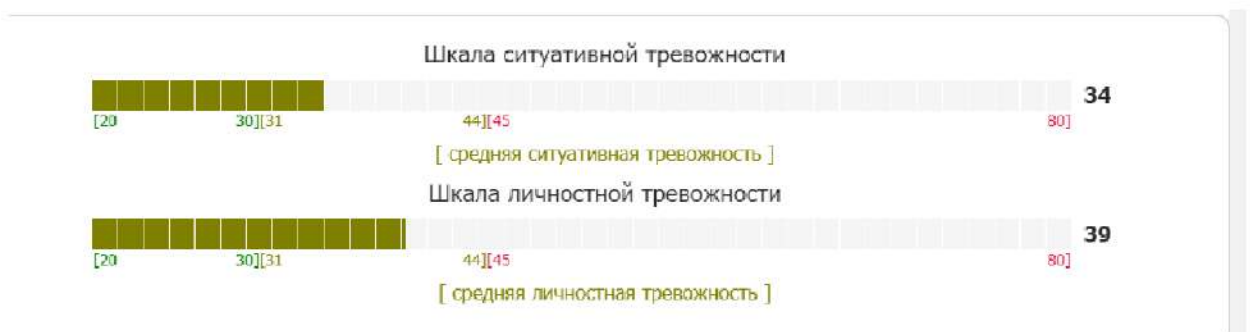 Шкала ситуативной тревожности
34
[20 30][31 44][45 80]
[ средняя ситуативная тревожность ]
Шкала личностной тревожности
39
[20 30][31 44][45 80]
[ средняя личностная тревожность ]